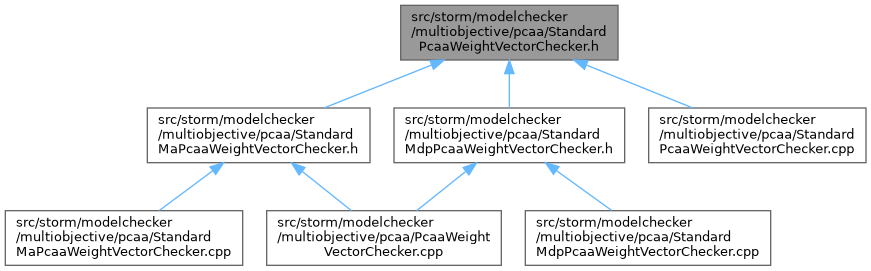 src/storm/modelchecker
/multiobjective/pcaa/Standard
PcaaWeightVectorChecker.h
src/storm/modelchecker
/multiobjective/pcaa/Standard
MaPcaaWeightVectorChecker.h
src/storm/modelchecker
/multiobjective/pcaa/Standard
MdpPcaaWeightVectorChecker.h
src/storm/modelchecker
/multiobjective/pcaa/Standard
PcaaWeightVectorChecker.cpp
src/storm/modelchecker
/multiobjective/pcaa/Standard
MaPcaaWeightVectorChecker.cpp
src/storm/modelchecker
/multiobjective/pcaa/PcaaWeight
VectorChecker.cpp
src/storm/modelchecker
/multiobjective/pcaa/Standard
MdpPcaaWeightVectorChecker.cpp